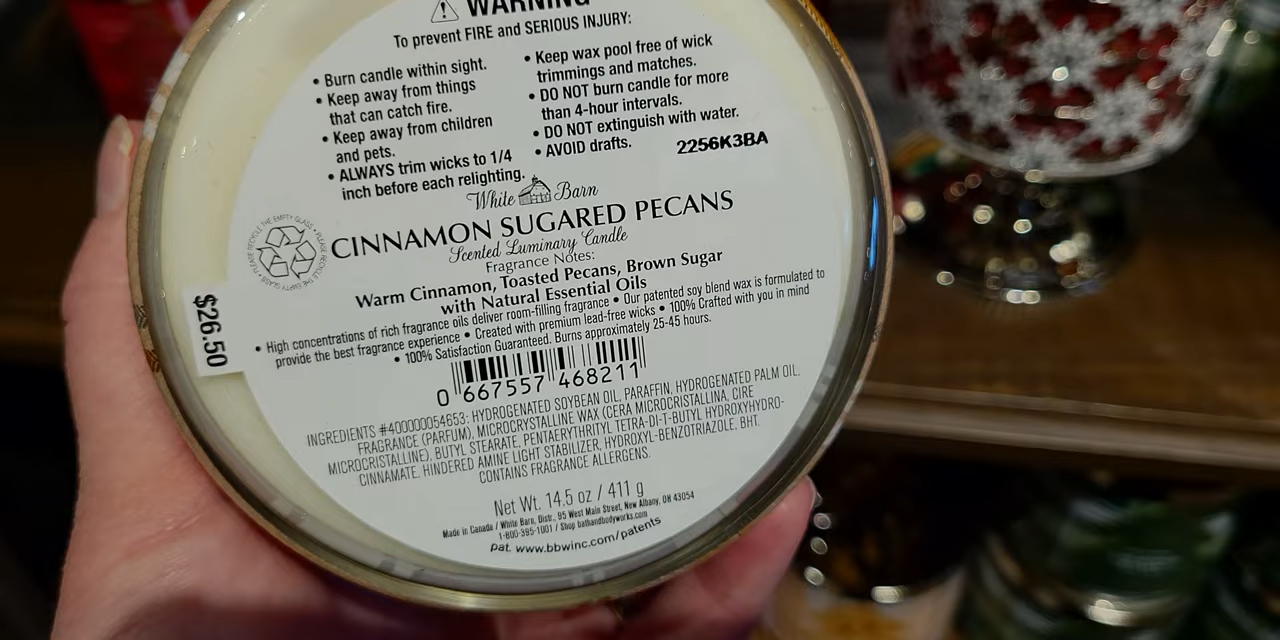 WARNING
To prevent FIRE and SERIOUS INJURY:
• Burn candle within sight.
• Keep away from things
that can catch fire.
• Keep away from children
and pets.
• ALWAYS trim wicks to 1/4
inch before each relighting.
• Keep wax pool free of wick
trimmings and matches.
• DO NOT burn candle for more
than 4-hour intervals.
• DO NOT extinguish with water.
• AVOID drafts.
2256K3BA
White Barn
CINNAMON SUGARED PECANS
Scented Luminary Candle
Fragrance Notes:
Warm Cinnamon, Toasted Pecans, Brown Sugar
with Natural Essential Oils
• High concentrations of rich fragrance oils deliver room-filling fragrance • Our patented soy blend wax is formulated to
provide the best fragrance experience • Created with premium lead-free wicks • 100% Crafted with you in mind
• 100% Satisfaction Guaranteed. Burns approximately 25-45 hours.
PLEASE RECYCLE THE EMPTY GLASS • PLEASE RECYCLE THE EMPTY GLASS •
$26.50
0 667557 468211
INGREDIENTS #400000054653: HYDROGENATED SOYBEAN OIL, PARAFFIN, HYDROGENATED PALM OIL,
FRAGRANCE (PARFUM), MICROCRYSTALLINE WAX (CERA MICROCRISTALLINA, CIRE
MICROCRISTALLINE), BUTYL STEARATE, PENTAERYTHRITYL TETRA-DI-T-BUTYL HYDROXYHYDRO-
CINNAMATE, HINDERED AMINE LIGHT STABILIZER, HYDROXYL-BENZOTRIAZOLE, BHT.
CONTAINS FRAGRANCE ALLERGENS.
Net Wt. 14.5 oz / 411 g
Made in Canada / White Barn, Distr., 95 West Main Street, New Albany, OH 43054
1-800-395-1001 / Shop bathandbodyworks.com
Pat. www.bbwinc.com/patents